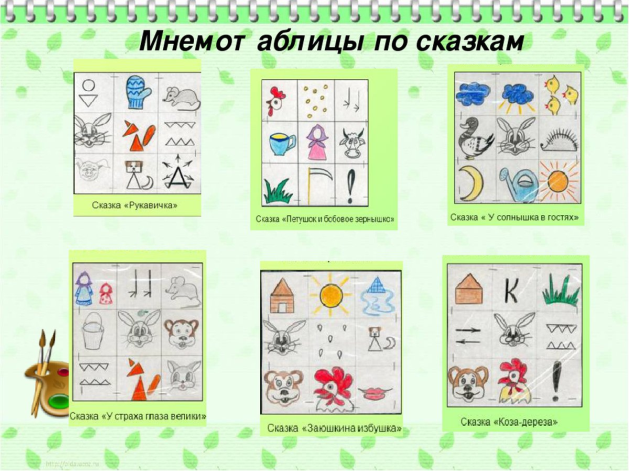 Мнемот аблицы по сказкам
Сказка «Рукавичка»
Сказка «Петушок и бобовое зернышко»
Сказка « У солнышка в гостях»
К
Сказка «У страха глаза велики»
Сказка «Заюшкина избушка»
Сказка «Коза-дереза»